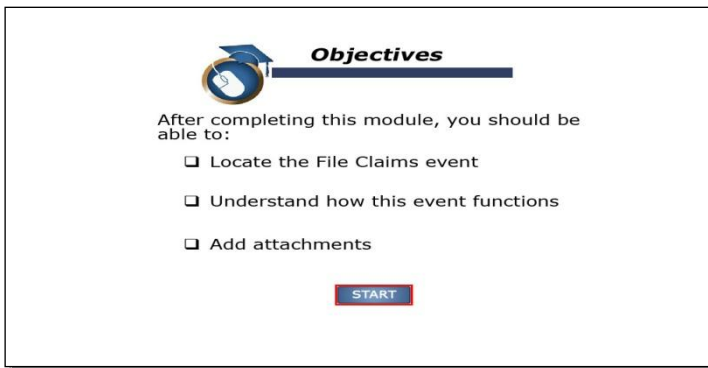 Objectives
After completing this module, you should be
able to:
❑ Locate the File Claims event
❑ Understand how this event functions
❑ Add attachments
START